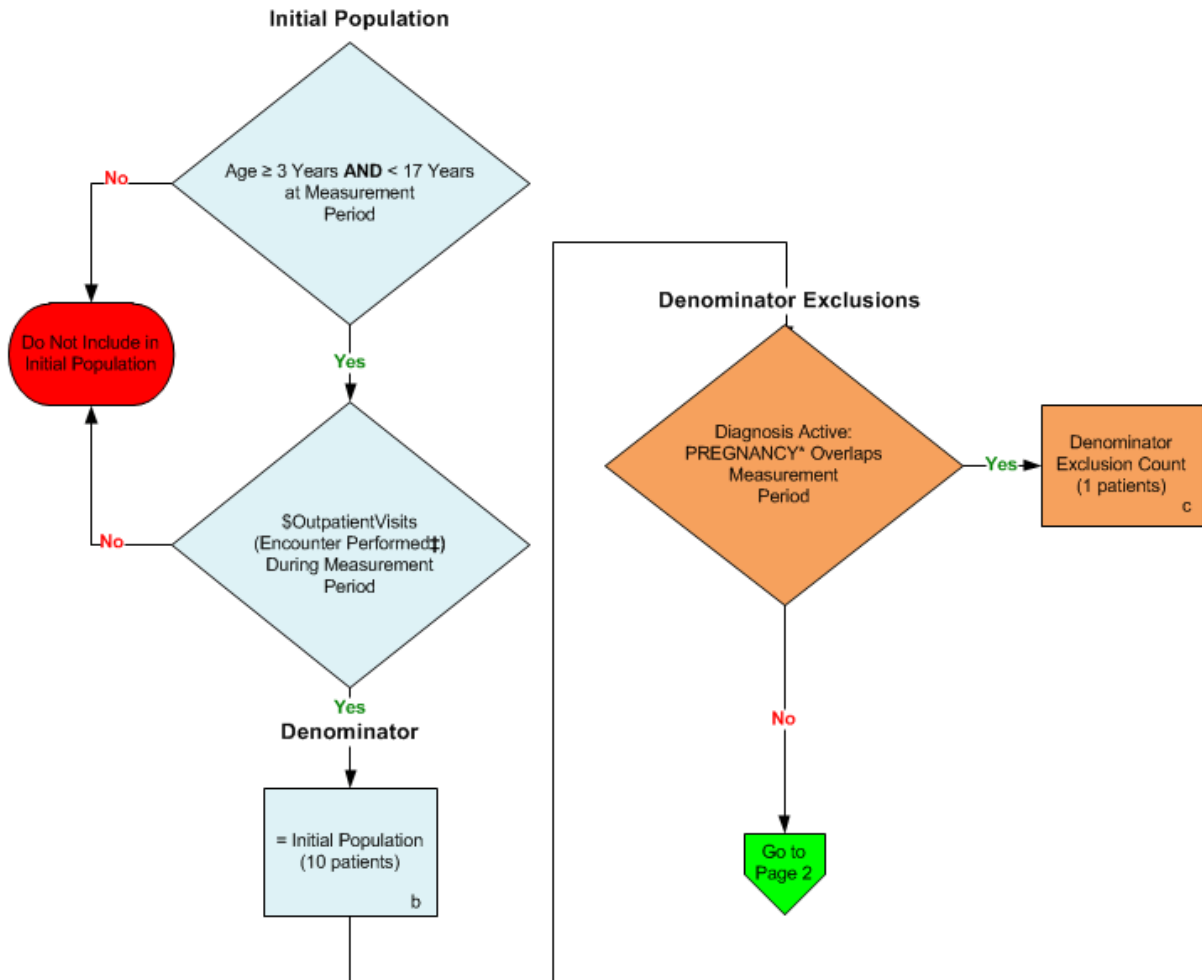 Initial Population
Age ≥ 3 Years AND < 17 Years
at Measurement
Period
No
Do Not Include in
Initial Population
Yes
$OutpatientVisits
(Encounter Performed‡)
During Measurement
Period
No
Yes
Denominator
= Initial Population
(10 patients)
b
Denominator Exclusions
Diagnosis Active:
PREGNANCY* Overlaps
Measurement
Period
Yes
Denominator
Exclusion Count
(1 patients)
c
No
Go to
Page 2